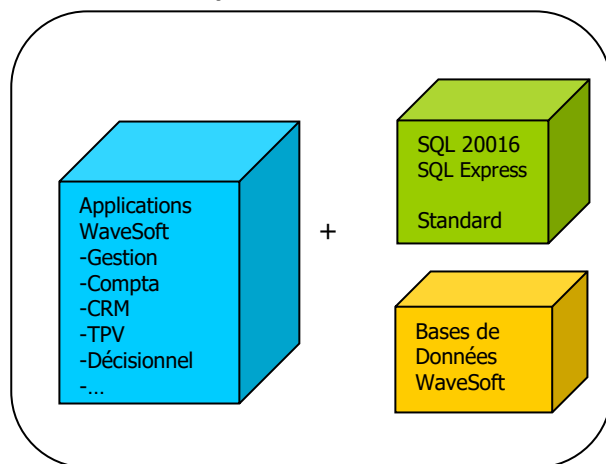 Applications
WaveSoft
-Gestion
-Compta
-CRM
-TPV
-Décisionnel
-...
+
SQL 20016
SQL Express
Standard
Bases de
Données
WaveSoft